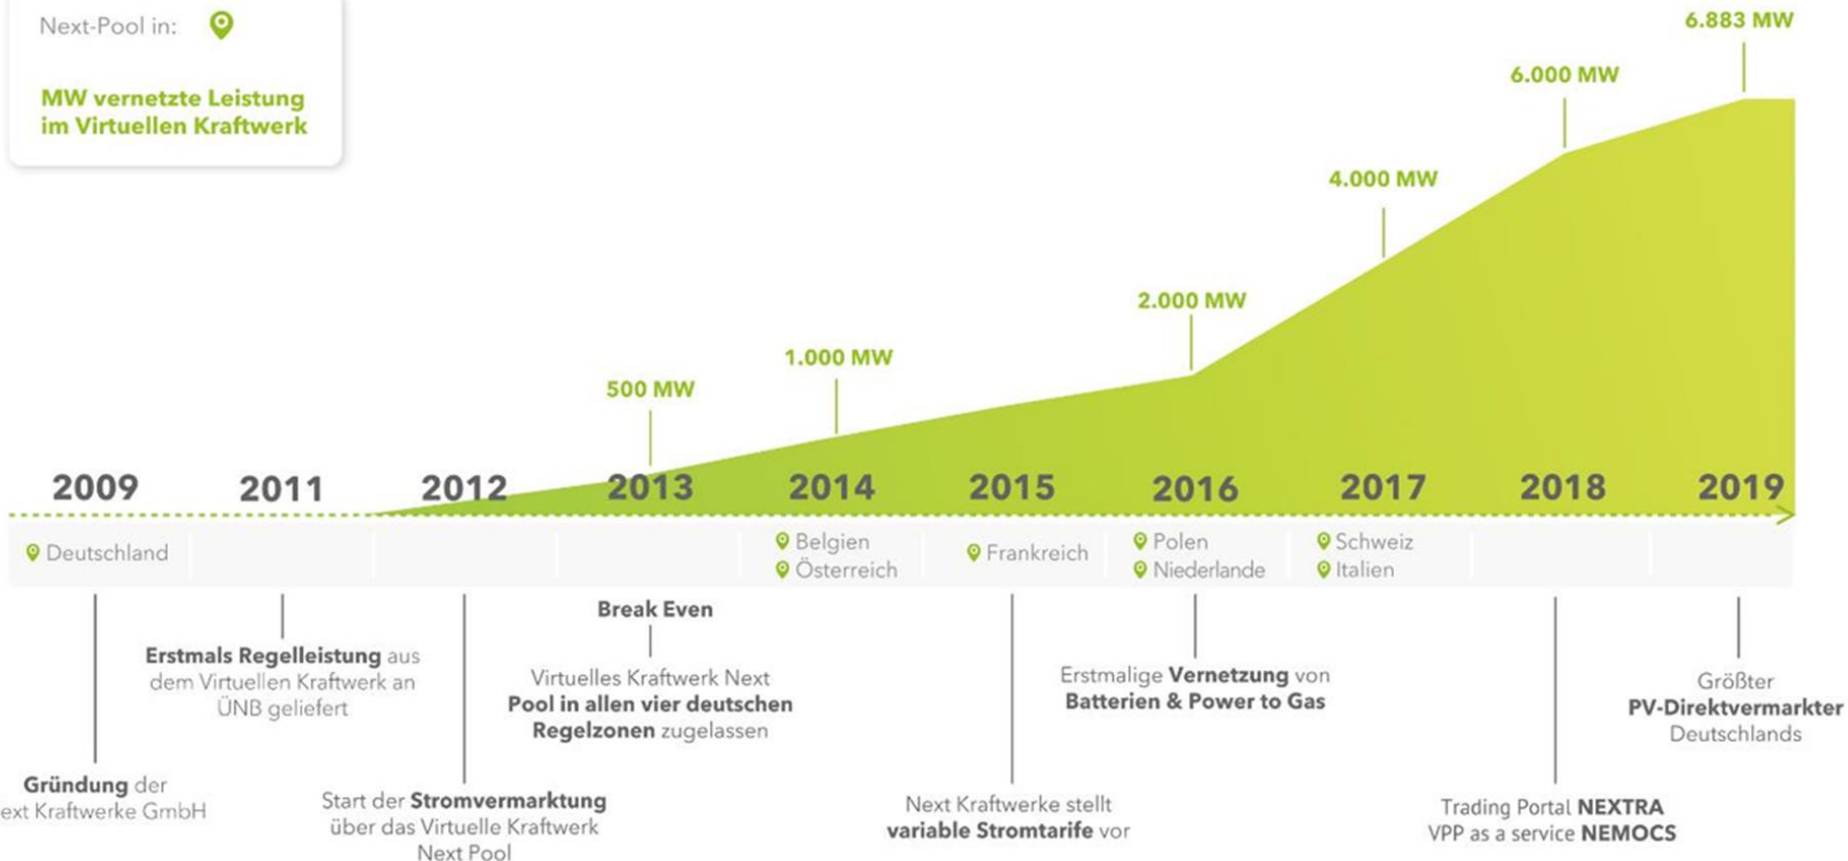 Next-Pool in:
MW vernetzte Leistung
im Virtuellen Kraftwerk
500 MW
1.000 MW
2.000 MW
4.000 MW
6.000 MW
6.883 MW
2009
2011
2012
2013
2014
2015
2016
2017
2018
2019
Deutschland
Belgien
Österreich
Frankreich
Polen
Niederlande
Schweiz
Italien
Gründung der
ext Kraftwerke GmbH
Erstmals Regelleistung aus
dem Virtuellen Kraftwerk an
ÜNB geliefert
Start der Stromvermarktung
über das Virtuelle Kraftwerk
Next Pool
Break Even
Virtuelles Kraftwerk Next
Pool in allen vier deutschen
Regelzonen zugelassen
Next Kraftwerke stellt
variable Stromtarife vor
Erstmalige Vernetzung von
Batterien & Power to Gas
Trading Portal NEXTRA
VPP as a service NEMOCS
Größter
PV-Direktvermarkter
Deutschlands